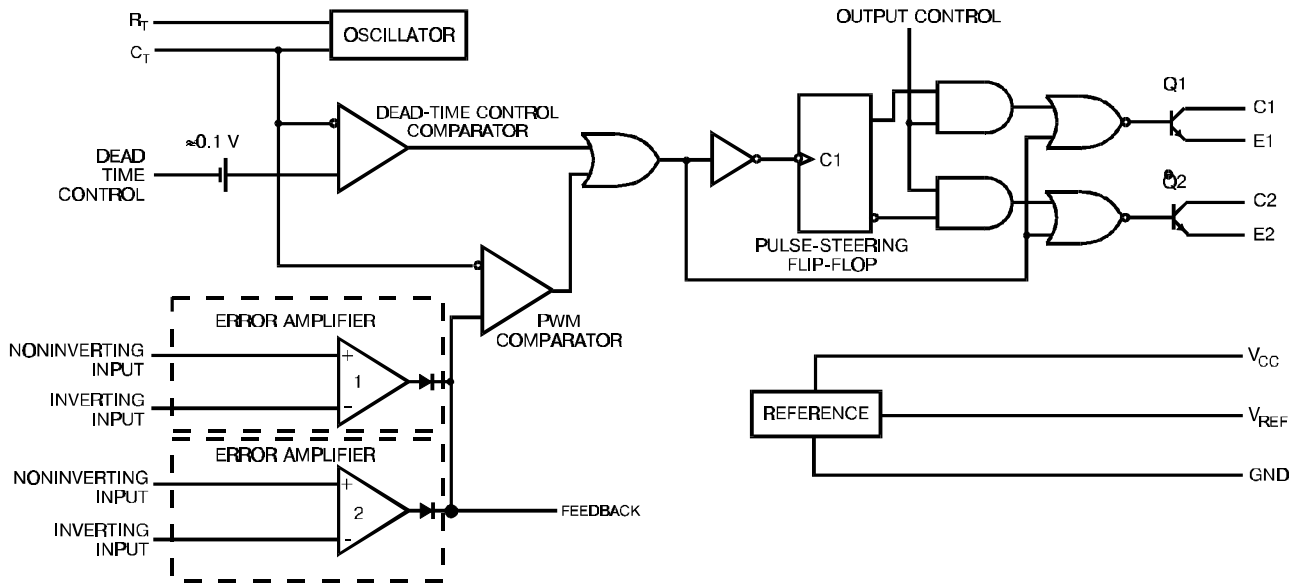 R_T
OSCILLATOR
C_T
OUTPUT CONTROL
DEAD-TIME CONTROL
COMPARATOR
≈0.1 V
DEAD
TIME
CONTROL
C1
PULSE-STEERING
FLIP-FLOP
Q1
C1
E1
Q2
C2
E2
PWM
COMPARATOR
ERROR AMPLIFIER
NONINVERTING
INPUT
+
1
INVERTING
INPUT
-
ERROR AMPLIFIER
NONINVERTING
INPUT
+
2
INVERTING
INPUT
-
FEEDBACK
REFERENCE
V_CC
V_REF
GND